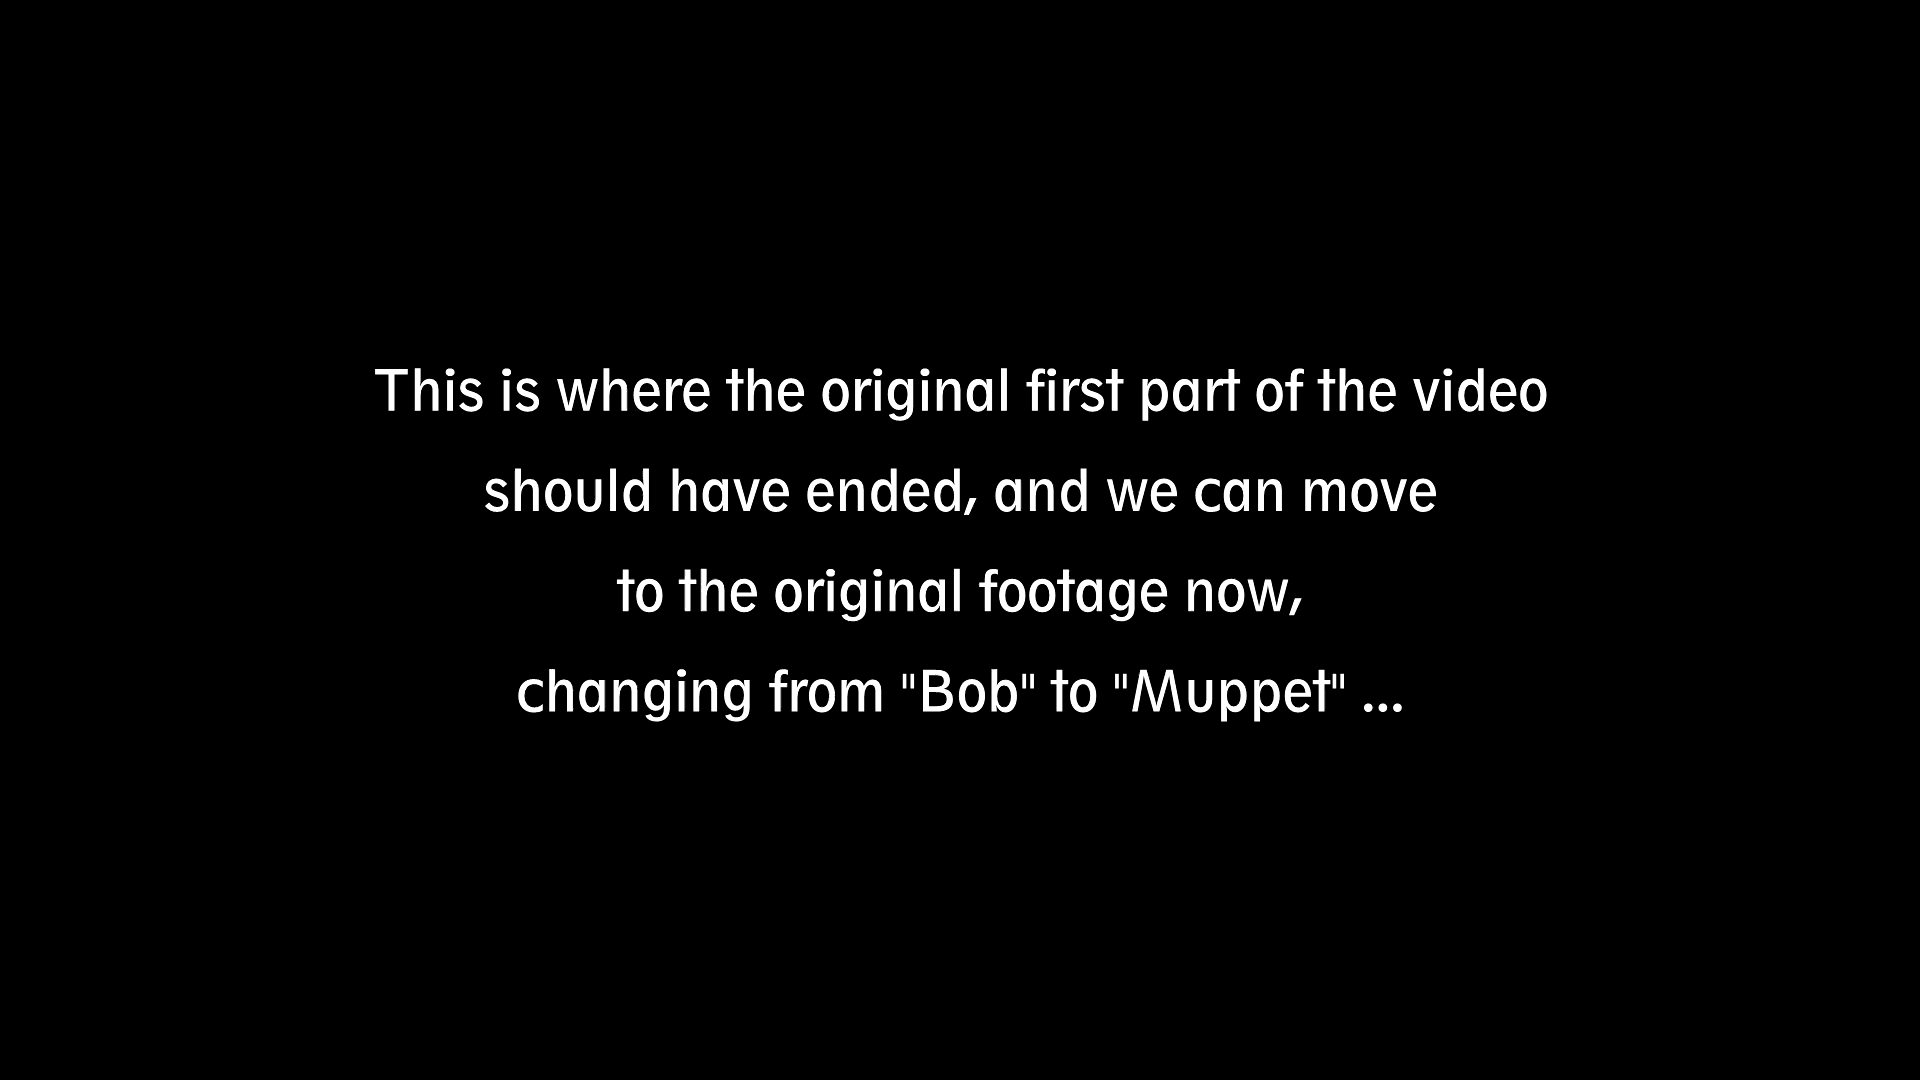 This is where the original first part of the video
should have ended, and we can move
to the original footage now,
changing from "Bob" to "Muppet" ...